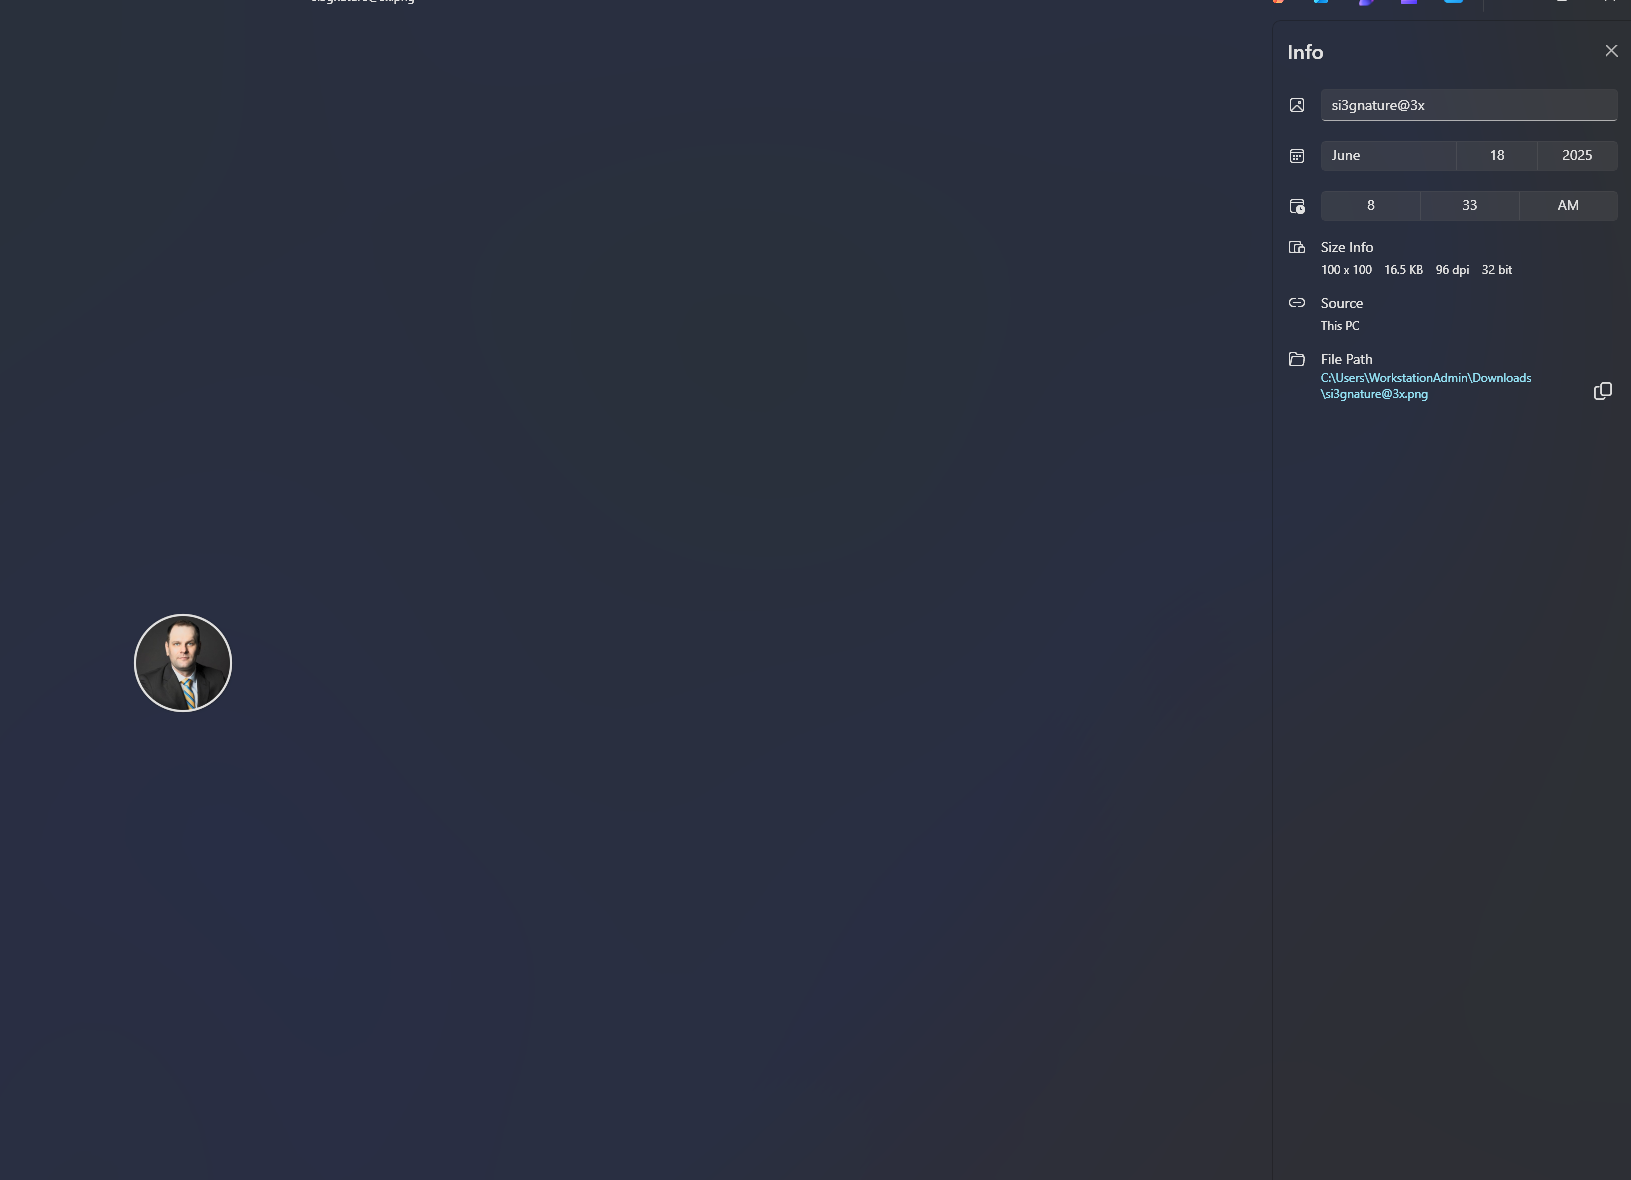 Info
si3gnature@3x
June 18 2025
8 33 AM
Size Info
100 x 100 16.5 KB 96 dpi 32 bit
Source
This PC
File Path
C:\Users\WorkstationAdmin\Downloads
\si3gnature@3x.png